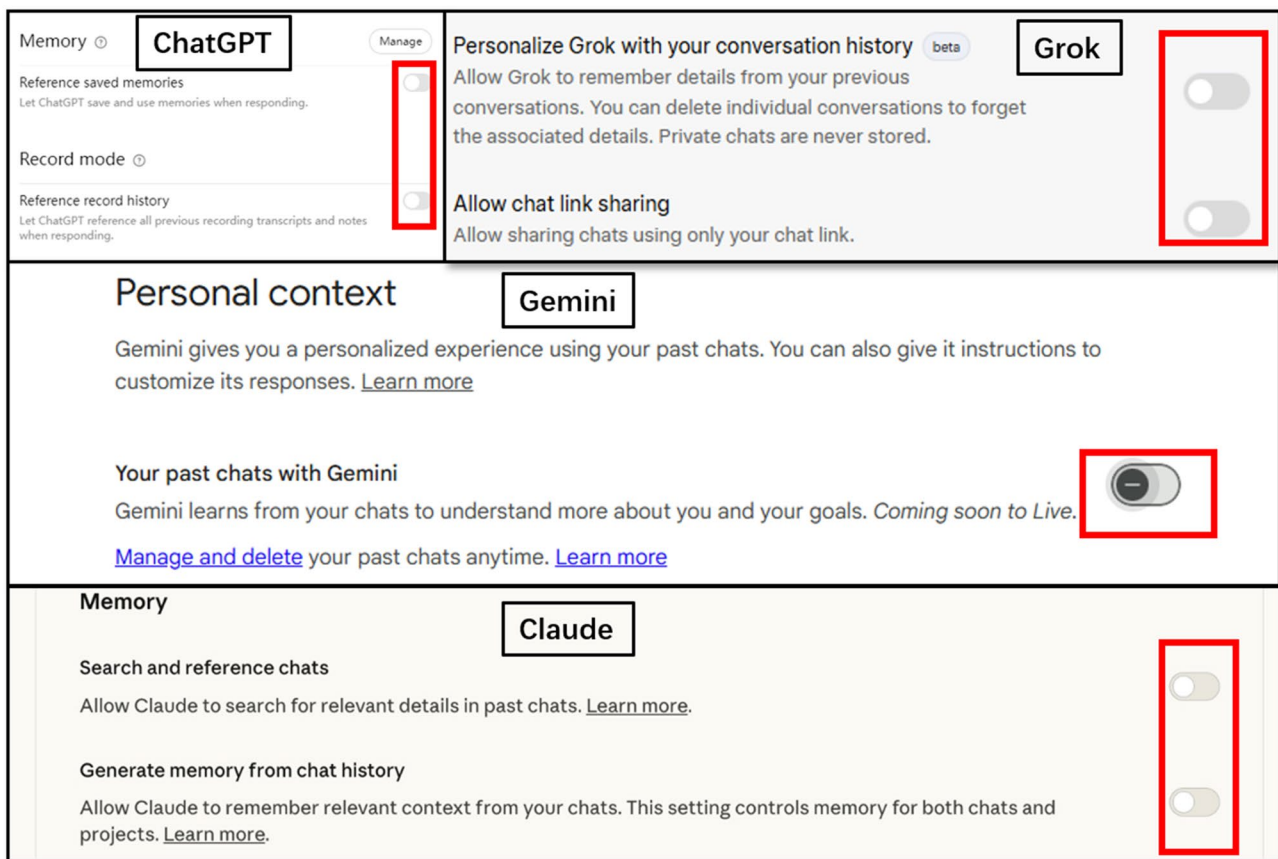 Memory
ChatGPT
Manage
Reference saved memories
Let ChatGPT save and use memories when responding.
Record mode
Reference record history
Let ChatGPT reference all previous recording transcripts and notes
when responding.
Personalize Grok with your conversation history beta
Grok
Allow Grok to remember details from your previous
conversations. You can delete individual conversations to forget
the associated details. Private chats are never stored.
Allow chat link sharing
Allow sharing chats using only your chat link.
Personal context
Gemini
Gemini gives you a personalized experience using your past chats. You can also give it instructions to
customize its responses. Learn more
Your past chats with Gemini
Gemini learns from your chats to understand more about you and your goals. Coming soon to Live.
Manage and delete your past chats anytime. Learn more
Memory
Claude
Search and reference chats
Allow Claude to search for relevant details in past chats. Learn more.
Generate memory from chat history
Allow Claude to remember relevant context from your chats. This setting controls memory for both chats and
projects. Learn more.